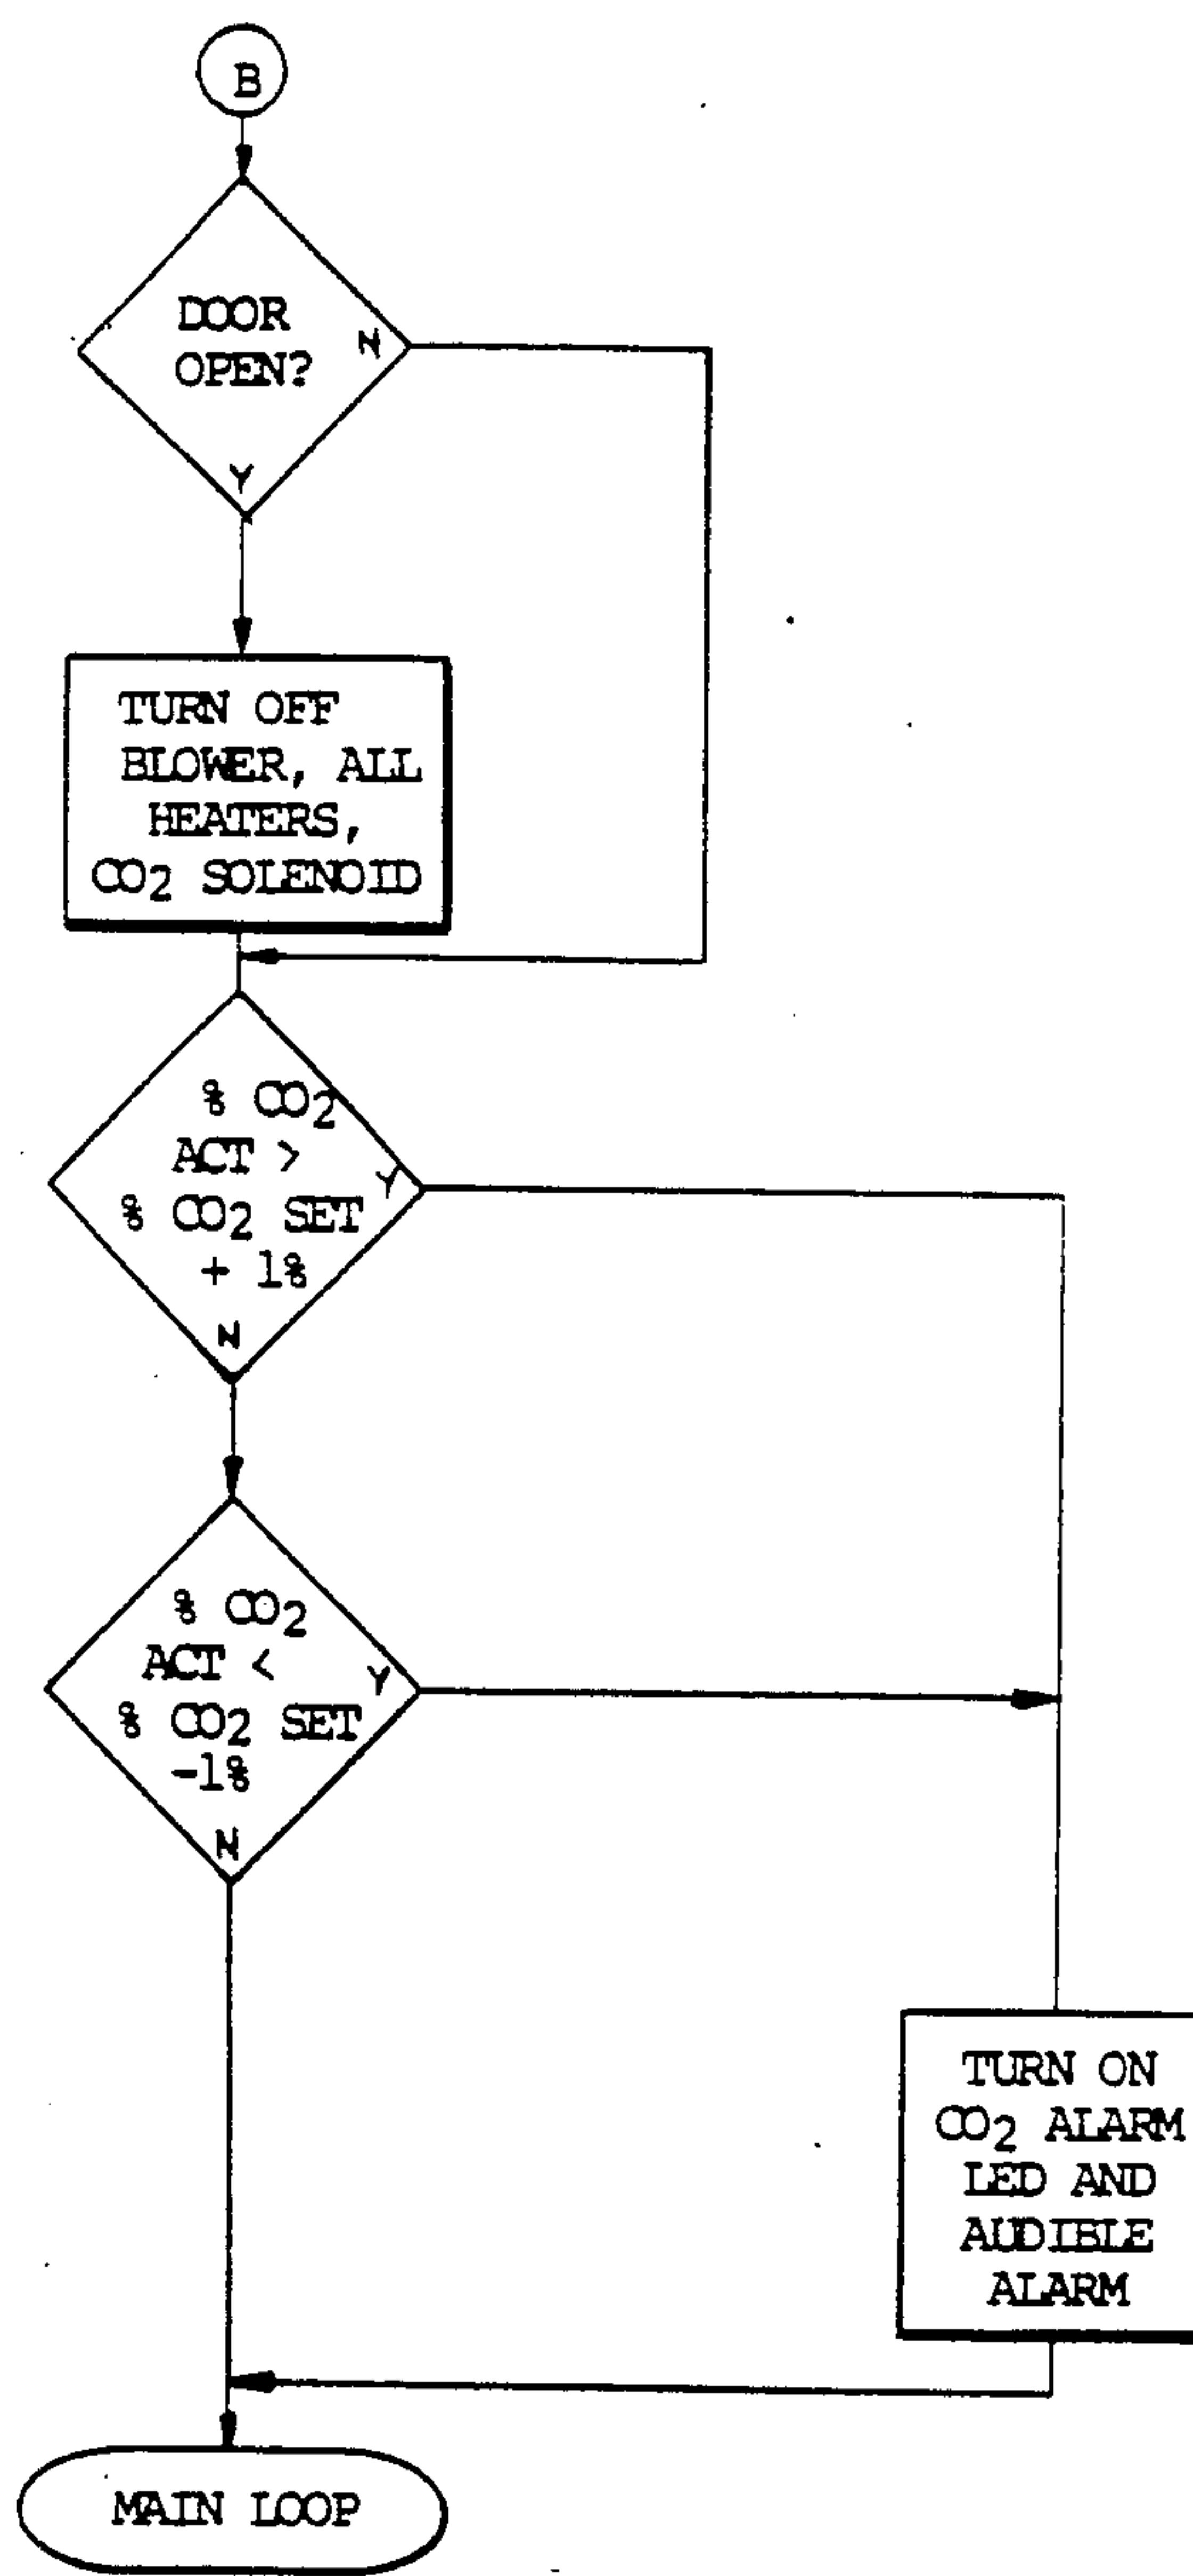 B
DOOR
OPEN?
N
Y
TURN OFF
BLOWER, ALL
HEATERS,
CO2 SOLENOID
% CO2
ACT >
% CO2 SET
+ 1%
Y
N
% CO2
ACT <
% CO2 SET
-1%
Y
N
TURN ON
CO2 ALARM
LED AND
AUDIBLE
ALARM
MAIN LOOP